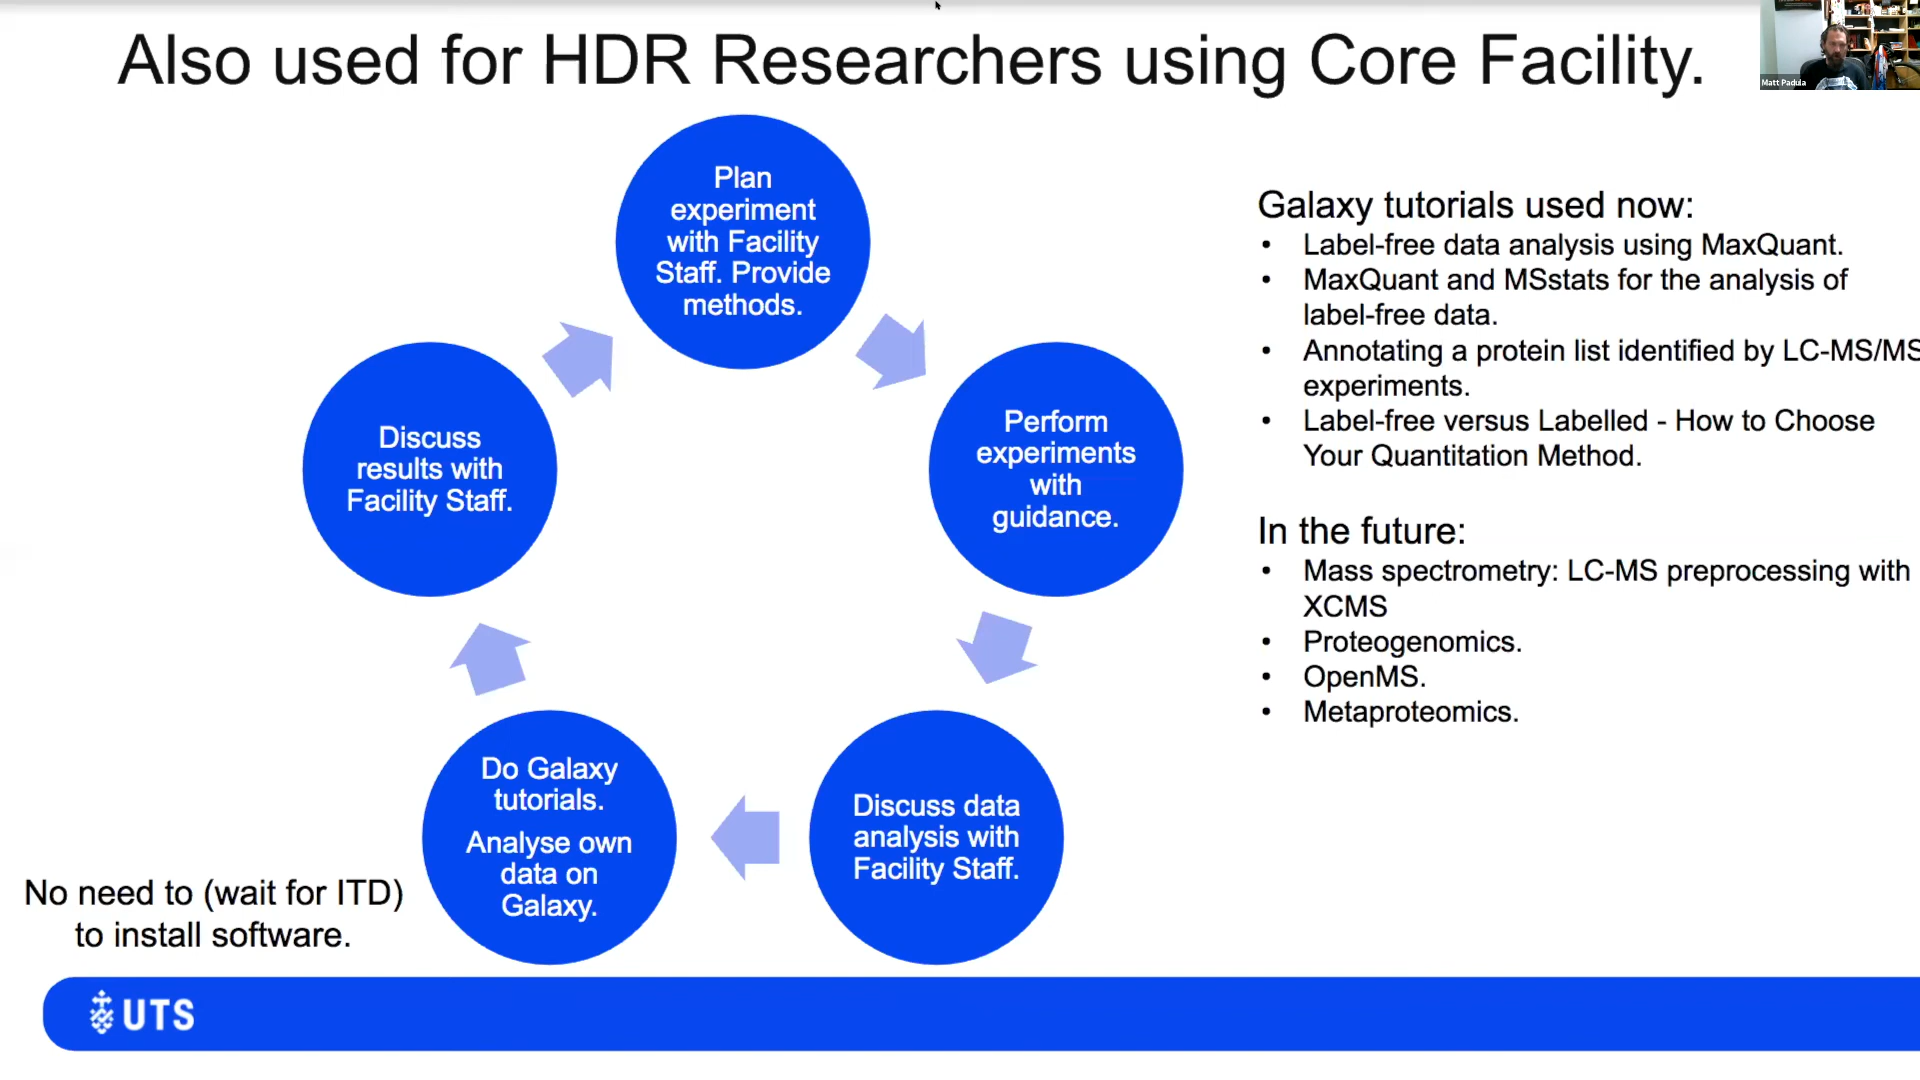 Also used for HDR Researchers using Core Facility.
Matt Padula
Plan
experiment
with Facility
Staff. Provide
methods.
Perform
experiments
with
guidance.
Discuss data
analysis with
Facility Staff.
Do Galaxy
tutorials.
Analyse own
data on
Galaxy.
Discuss
results with
Facility Staff.
No need to (wait for ITD)
to install software.
Galaxy tutorials used now:
• Label-free data analysis using MaxQuant.
• MaxQuant and MSstats for the analysis of
label-free data.
• Annotating a protein list identified by LC-MS/MS
experiments.
• Label-free versus Labelled - How to Choose
Your Quantitation Method.
In the future:
• Mass spectrometry: LC-MS preprocessing with
XCMS
• Proteogenomics.
• OpenMS.
• Metaproteomics.
UTS